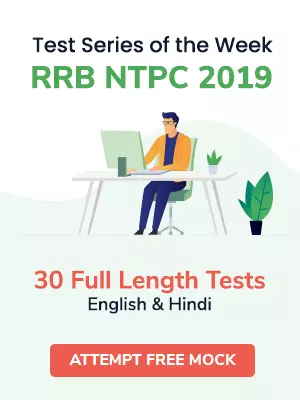 Test Series of the Week
RRB NTPC 2019
30 Full Length Tests
English & Hindi
ATTEMPT FREE MOCK